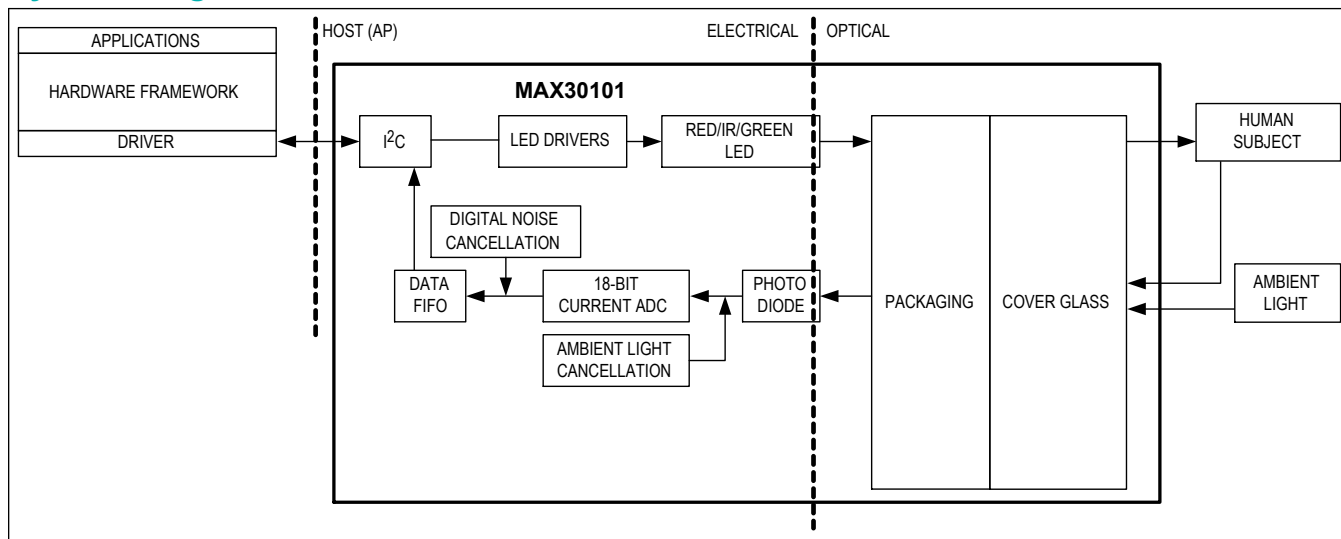 APPLICATIONS
HARDWARE FRAMEWORK
DRIVER
HOST (AP)
ELECTRICAL
OPTICAL
MAX30101
I²C
LED DRIVERS
RED/IR/GREEN
LED
HUMAN
SUBJECT
DIGITAL NOISE
CANCELLATION
DATA
FIFO
18-BIT
CURRENT ADC
PHOTO
DIODE
PACKAGING
COVER GLASS
AMBIENT
LIGHT
AMBIENT LIGHT
CANCELLATION